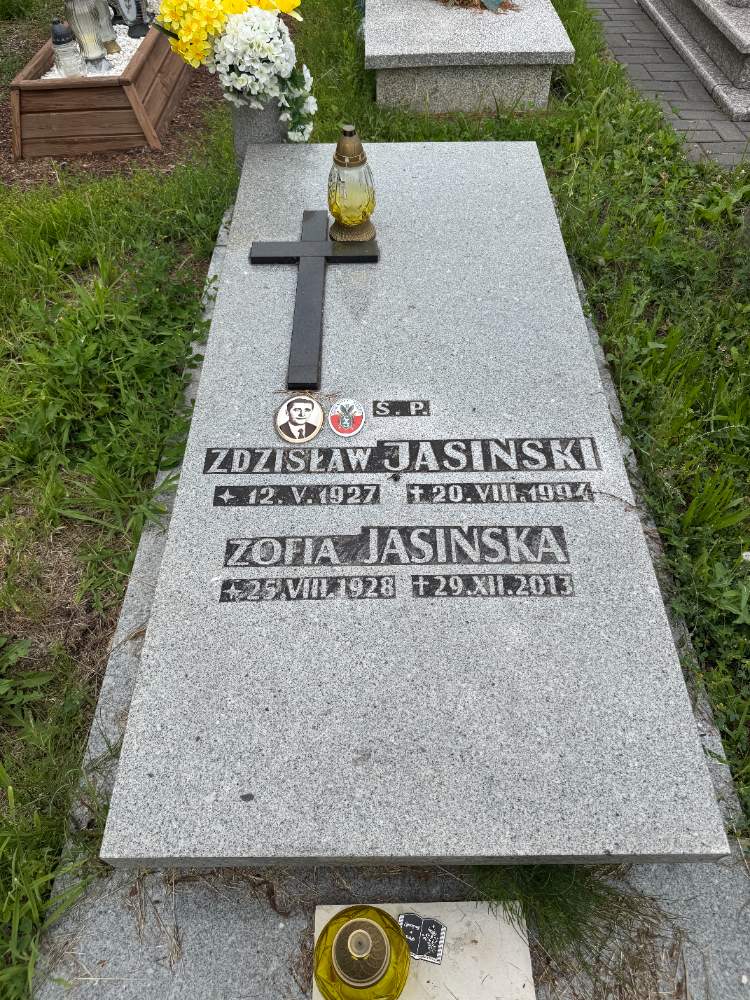 Ś. P.
ZDZISŁAW JASIŃSKI
12. V. 1927 ✝ 20. VIII. 1994
ZOFIA JASIŃSKA
25. VIII. 1928 ✝ 29. XII. 2013